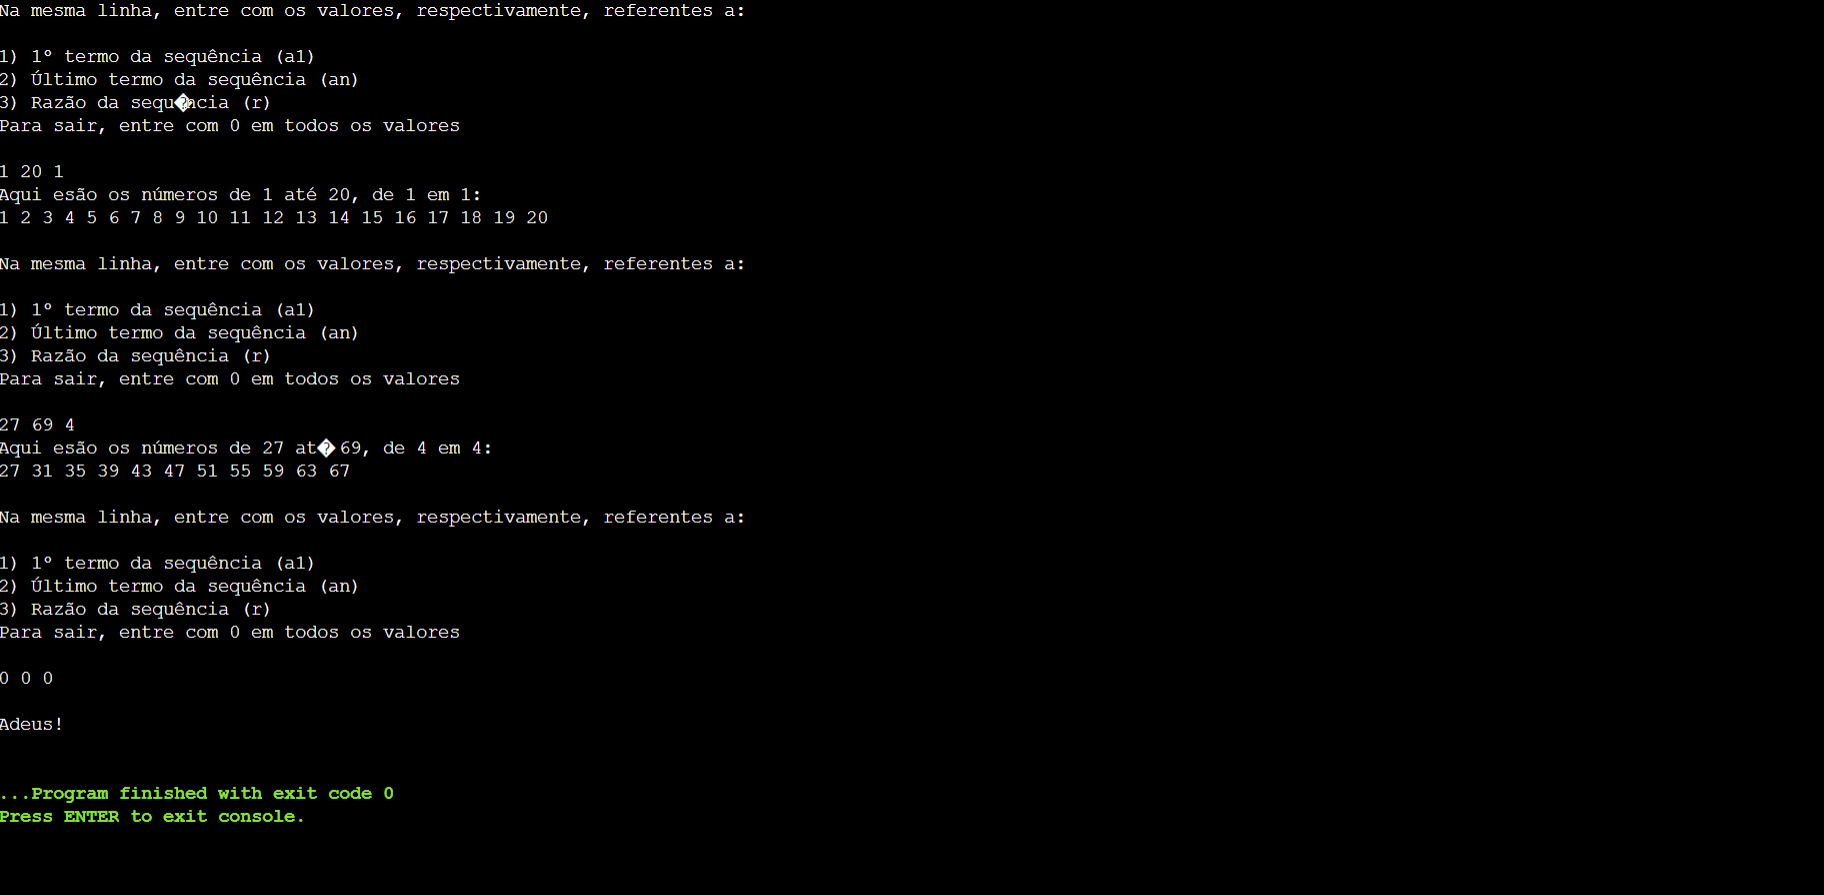 Na mesma linha, entre com os valores, respectivamente, referentes a:
1) 1º termo da sequência (a1)
2) Último termo da sequência (an)
3) Razão da sequ�ncia (r)
Para sair, entre com 0 em todos os valores
1 20 1
Aqui esão os números de 1 até 20, de 1 em 1:
1 2 3 4 5 6 7 8 9 10 11 12 13 14 15 16 17 18 19 20
Na mesma linha, entre com os valores, respectivamente, referentes a:
1) 1º termo da sequência (a1)
2) Último termo da sequência (an)
3) Razão da sequência (r)
Para sair, entre com 0 em todos os valores
27 69 4
Aqui esão os números de 27 at� 69, de 4 em 4:
27 31 35 39 43 47 51 55 59 63 67
Na mesma linha, entre com os valores, respectivamente, referentes a:
1) 1º termo da sequência (a1)
2) Último termo da sequência (an)
3) Razão da sequência (r)
Para sair, entre com 0 em todos os valores
0 0 0
Adeus!
...Program finished with exit code 0
Press ENTER to exit console.